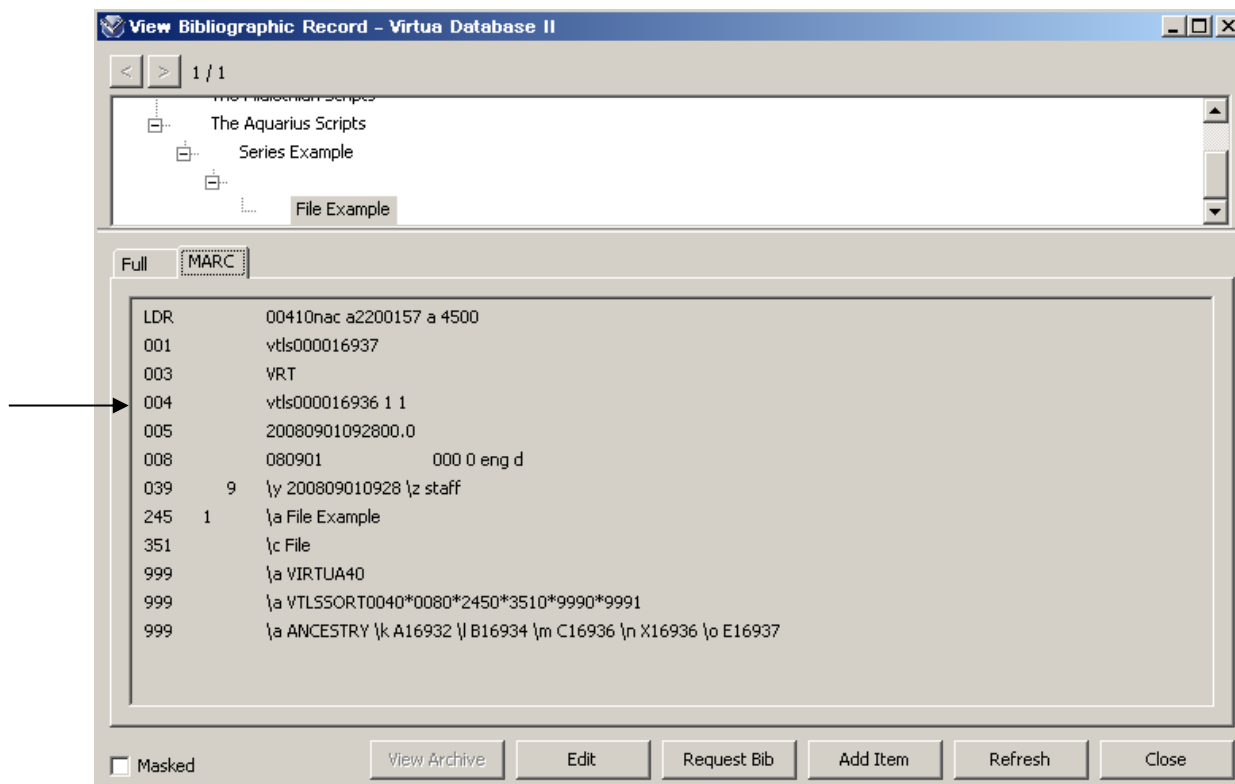 View Bibliographic Record - Virtua Database II
< > 1 / 1
The Aquarius Scripts
Series Example
File Example
Full MARC
LDR 00410nac a2200157 a 4500
001 vtls000016937
003 VRT
004 vtls000016936 1 1
005 20080901092800.0
008 080901 000 0 eng d
039 9 \y 200809010928 \z staff
245 1 \a File Example
351 \c File
999 \a VIRTUA40
999 \a VTLSSORT0040*0080*2450*3510*9990*9991
999 \a ANCESTRY \k A16932 \l B16934 \m C16936 \n X16936 \o E16937
Masked View Archive Edit Request Bib Add Item Refresh Close